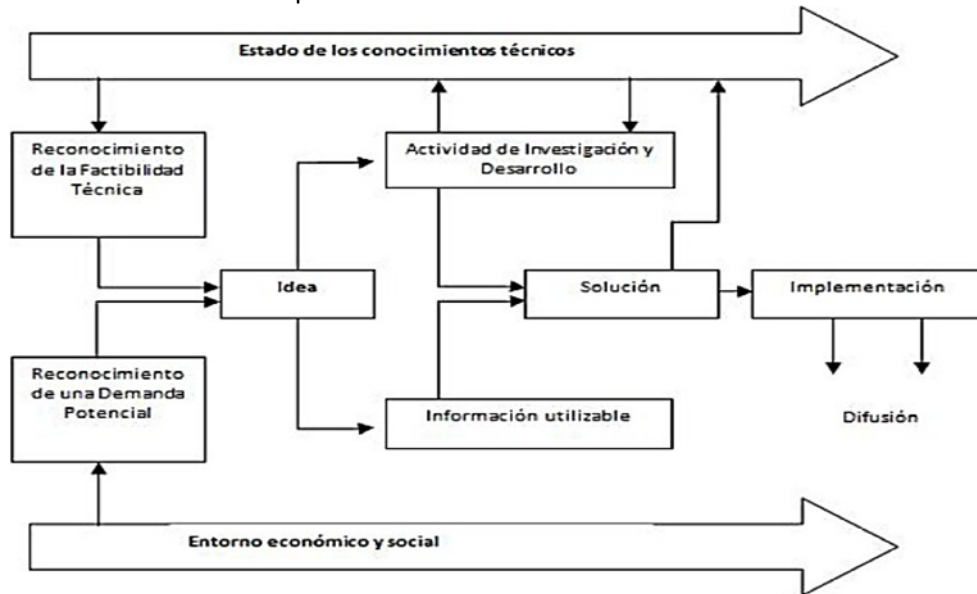 Estado de los conocimientos técnicos
Reconocimiento
de la Factibilidad
Técnica
Actividad de Investigación y
Desarrollo
Idea
Solución
Implementación
Reconocimiento
de una Demanda
Potencial
Información utilizable
Difusión
Entorno económico y social